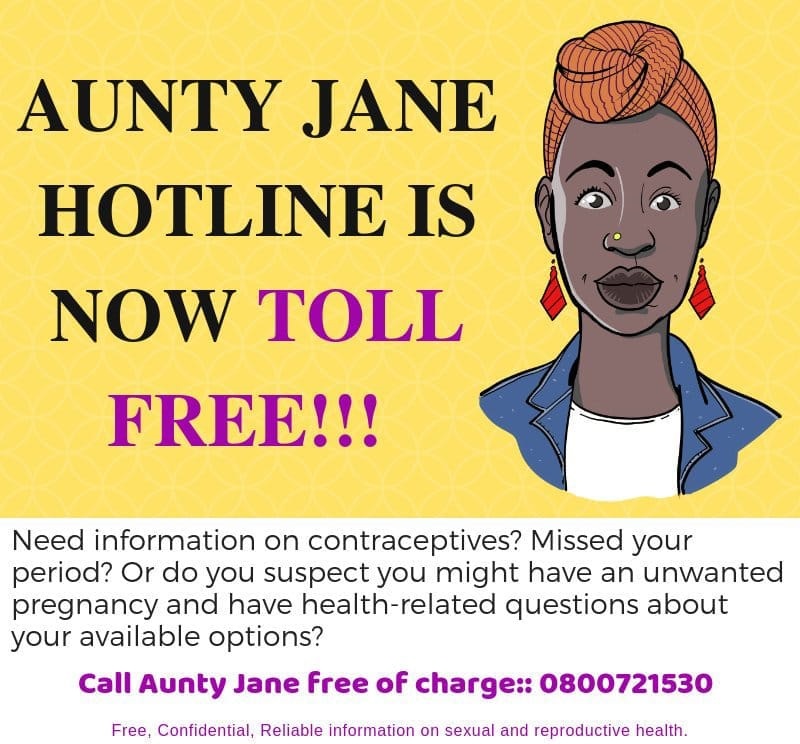 AUNTY JANE
HOTLINE IS
NOW TOLL
FREE!!!
Need information on contraceptives? Missed your
period? Or do you suspect you might have an unwanted
pregnancy and have health-related questions about
your available options?
Call Aunty Jane free of charge:: 0800721530
Free, Confidential, Reliable information on sexual and reproductive health.